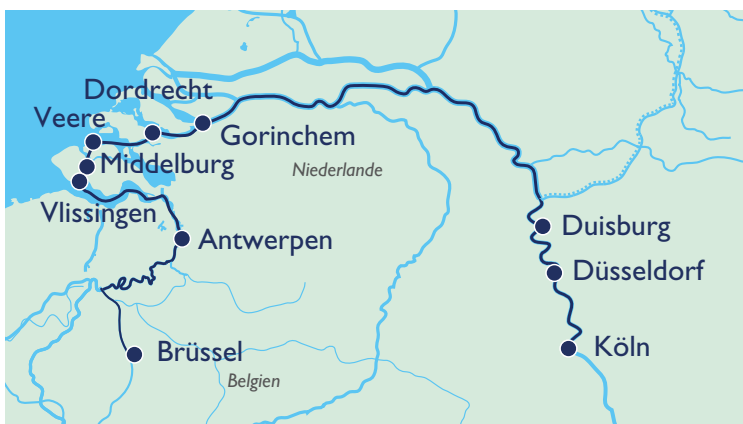 Dordrecht
Veere
Gorinchem
Middelburg
Niederlande
Vlissingen
Duisburg
Antwerpen
Düsseldorf
Köln
Brüssel
Belgien